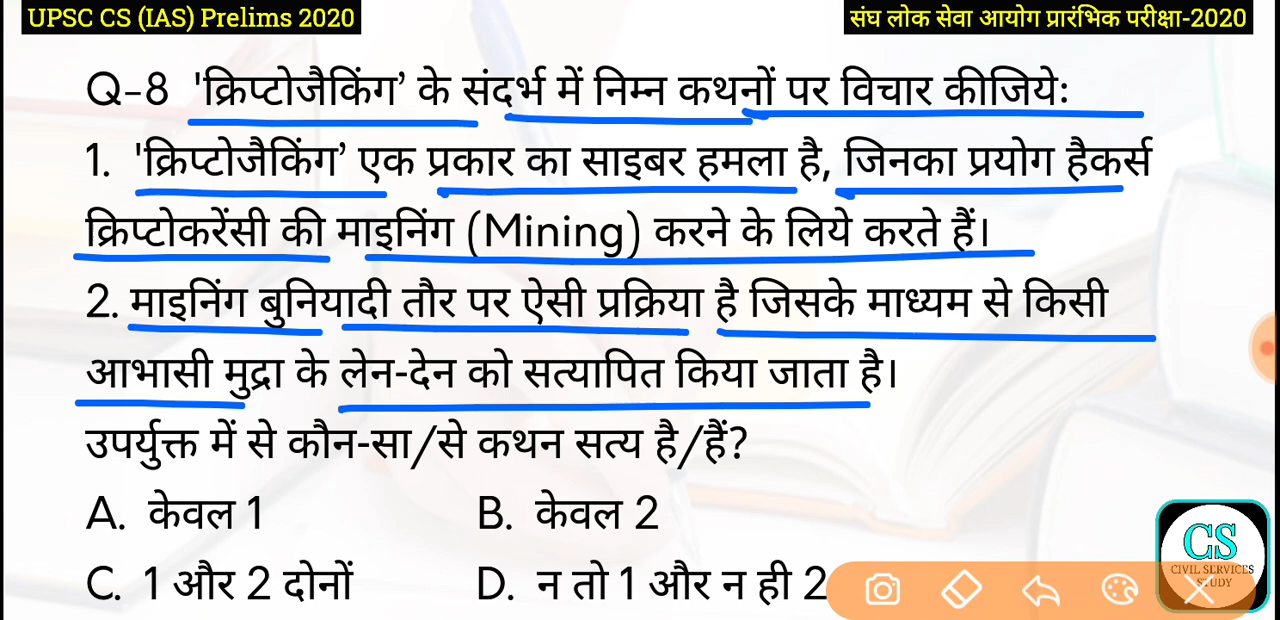 UPSC CS (IAS) Prelims 2020
संघ लोक सेवा आयोग प्रारंभिक परीक्षा-2020
Q-8 'क्रिप्टोजैकिंग’ के संदर्भ में निम्न कथनों पर विचार कीजिये:
1. 'क्रिप्टोजैकिंग’ एक प्रकार का साइबर हमला है, जिनका प्रयोग हैकर्स
क्रिप्टोकरेंसी की माइनिंग (Mining) करने के लिये करते हैं।
2. माइनिंग बुनियादी तौर पर ऐसी प्रक्रिया है जिसके माध्यम से किसी
आभासी मुद्रा के लेन-देन को सत्यापित किया जाता है।
उपर्युक्त में से कौन-सा/से कथन सत्य है/हैं?
A. केवल 1
B. केवल 2
C. 1 और 2 दोनों
D. न तो 1 और न ही 2
CS
CIVIL SERVICES
STUDY